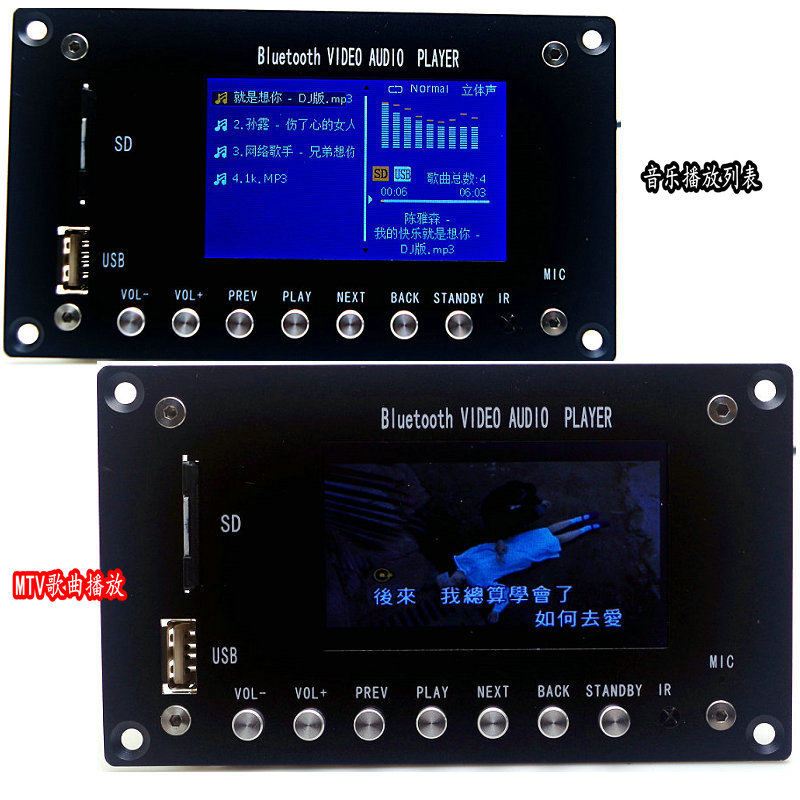 Bluetooth VIDEO AUDIO PLAYER
就是想你 - DJ版.mp3
2.孙露 - 伤了心的女人
3.网络歌手 - 兄弟想你
4.1k.MP3
Normal 立体声
SD USB 歌曲总数:4
00:06 06:03
陈雅森 -
我的快乐就是想你 -
DJ版.mp3
SD
USB
MIC
VOL- VOL+ PREV PLAY NEXT BACK STANDBY IR
音乐播放列表
Bluetooth VIDEO AUDIO PLAYER
SD
後來 我總算學會了
如何去愛
MTV歌曲播放
USB
MIC
VOL- VOL+ PREV PLAY NEXT BACK STANDBY IR